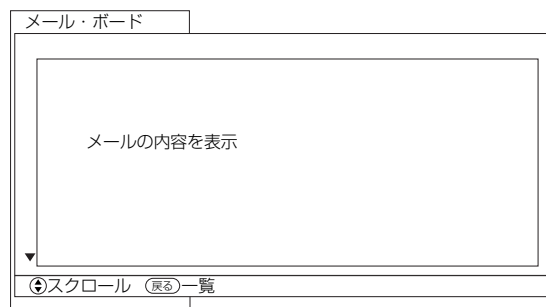 メール・ボード
メールの内容を表示
▼
スクロール 戻る一覧